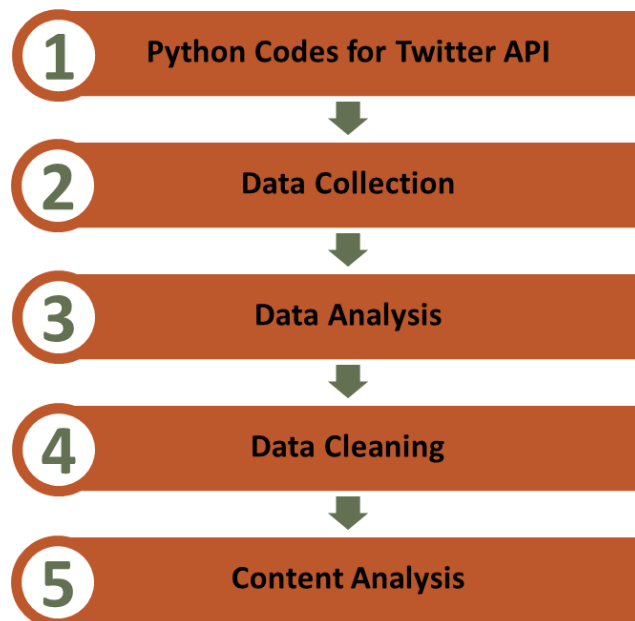 1 Python Codes for Twitter API
2 Data Collection
3 Data Analysis
4 Data Cleaning
5 Content Analysis